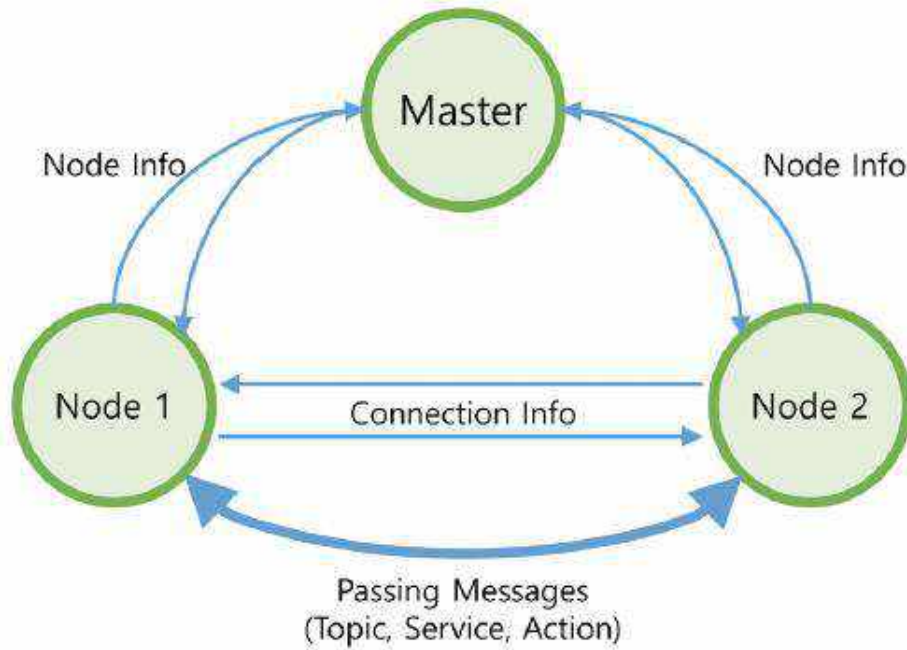 Master
Node Info
Node Info
Node 1
Connection Info
Node 2
Passing Messages
(Topic, Service, Action)